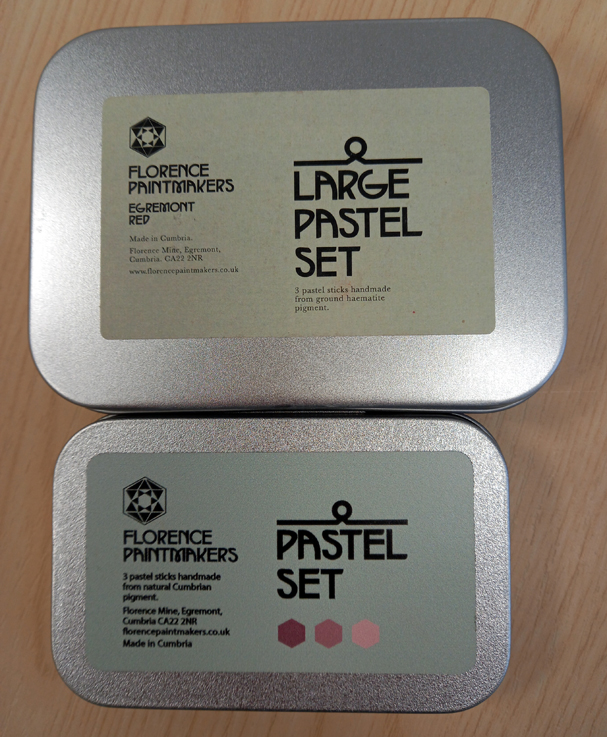 FLORENCE
PAINTMAKERS
EGREMONT
RED
Made in Cumbria.
Florence Mine, Egremont,
Cumbria. CA22 2NR
www.florencepaintmakers.co.uk
LARGE
PASTEL
SET
3 pastel sticks handmade
from ground haematite
pigment.
FLORENCE
PAINTMAKERS
3 pastel sticks handmade
from natural Cumbrian
pigment.
Florence Mine, Egremont,
Cumbria CA22 2NR
florencepaintmakers.co.uk
Made in Cumbria
PASTEL
SET